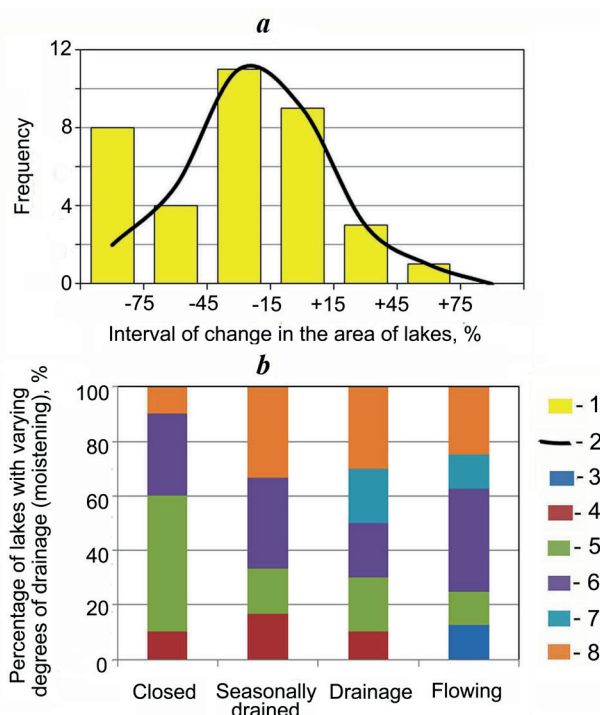 a
12
8
4
0
Frequency
-75 -45 -15 +15 +45 +75
Interval of change in the area of lakes, %
b
100
80
60
40
20
0
Percentage of lakes with varying
degrees of drainage (moistening), %
Closed Seasonally drained Drainage Flowing
- 1
- 2
- 3
- 4
- 5
- 6
- 7
- 8